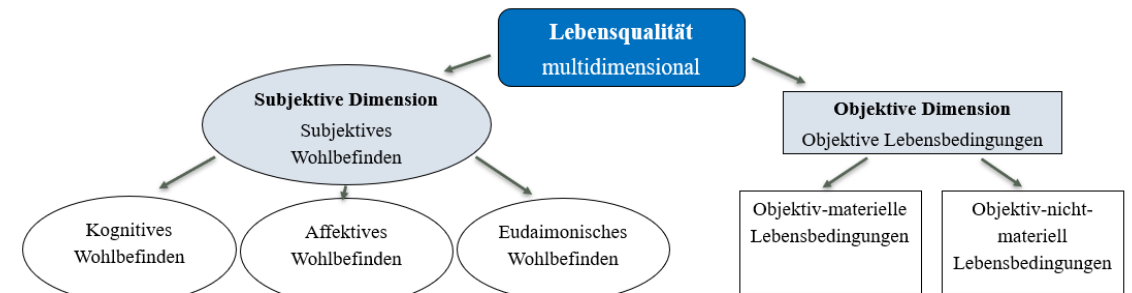 Lebensqualität
multidimensional
Subjektive Dimension
Subjektives
Wohlbefinden
Objektive Dimension
Objektive Lebensbedingungen
Kognitives
Wohlbefinden
Affektives
Wohlbefinden
Eudaimonisches
Wohlbefinden
Objektiv-materielle
Lebensbedingungen
Objektiv-nicht-
materiell
Lebensbedingungen